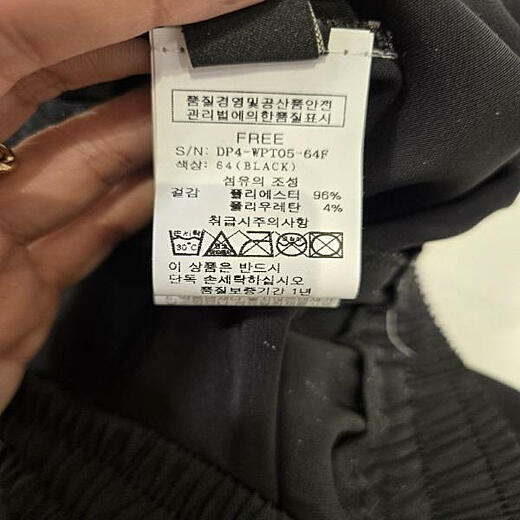 품질경영및공산품안전
관리법에의한품질표시
FREE
S/N: DP4-WPT05-64F
색상: 64(BLACK)
섬유의 조성
겉감 폴리에스터 96%
폴리우레탄 4%
취급시주의사항
30℃
이 상품은 반드시
단독 손세탁하십시오
품질보증기간 1년